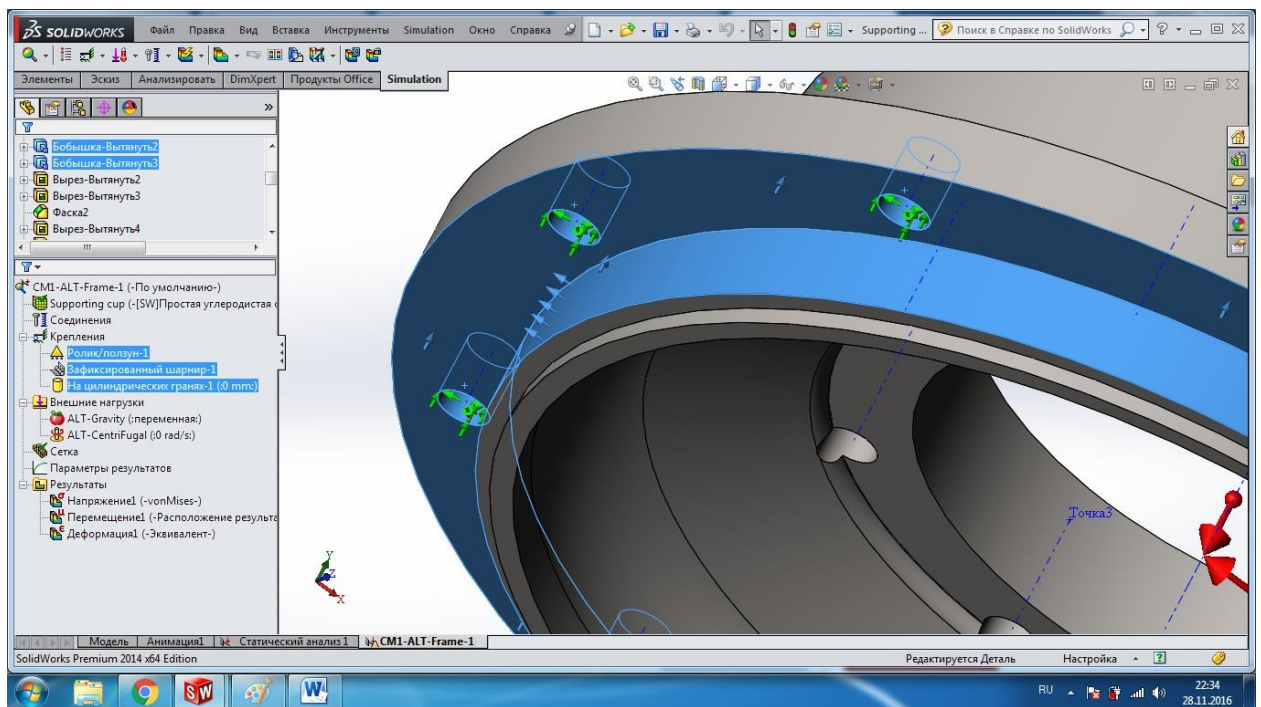 SOLIDWORKS Файл Правка Вид Вставка Инструменты Simulation Окно Справка Supporting ... Поиск в Справке по SolidWorks
Элементы Эскиз Анализировать DimXpert Продукты Office Simulation
Бобышка-Вытянуть2
Бобышка-Вытянуть3
Вырез-Вытянуть2
Вырез-Вытянуть3
Фаска2
Вырез-Вытянуть4
CM1-ALT-Frame-1 (-По умолчанию-)
Supporting cup (-[SW]Простая углеродистая
Соединения
Крепления
Ролик/ползун-1
Зафиксированный шарнир-1
На цилиндрических гранях-1 (:0 mm:)
Внешние нагрузки
ALT-Gravity (:переменная:)
ALT-CentriFugal (:0 rad/s:)
Сетка
Параметры результатов
Результаты
Напряжение1 (-vonMises-)
Перемещение1 (-Расположение результа
Деформация1 (-Эквивалент-)
Точка3
Y
Z
X
Модель Анимация1 Статический анализ 1 CM1-ALT-Frame-1
SolidWorks Premium 2014 x64 Edition Редактируется Деталь Настройка
RU 22:34
28.11.2016